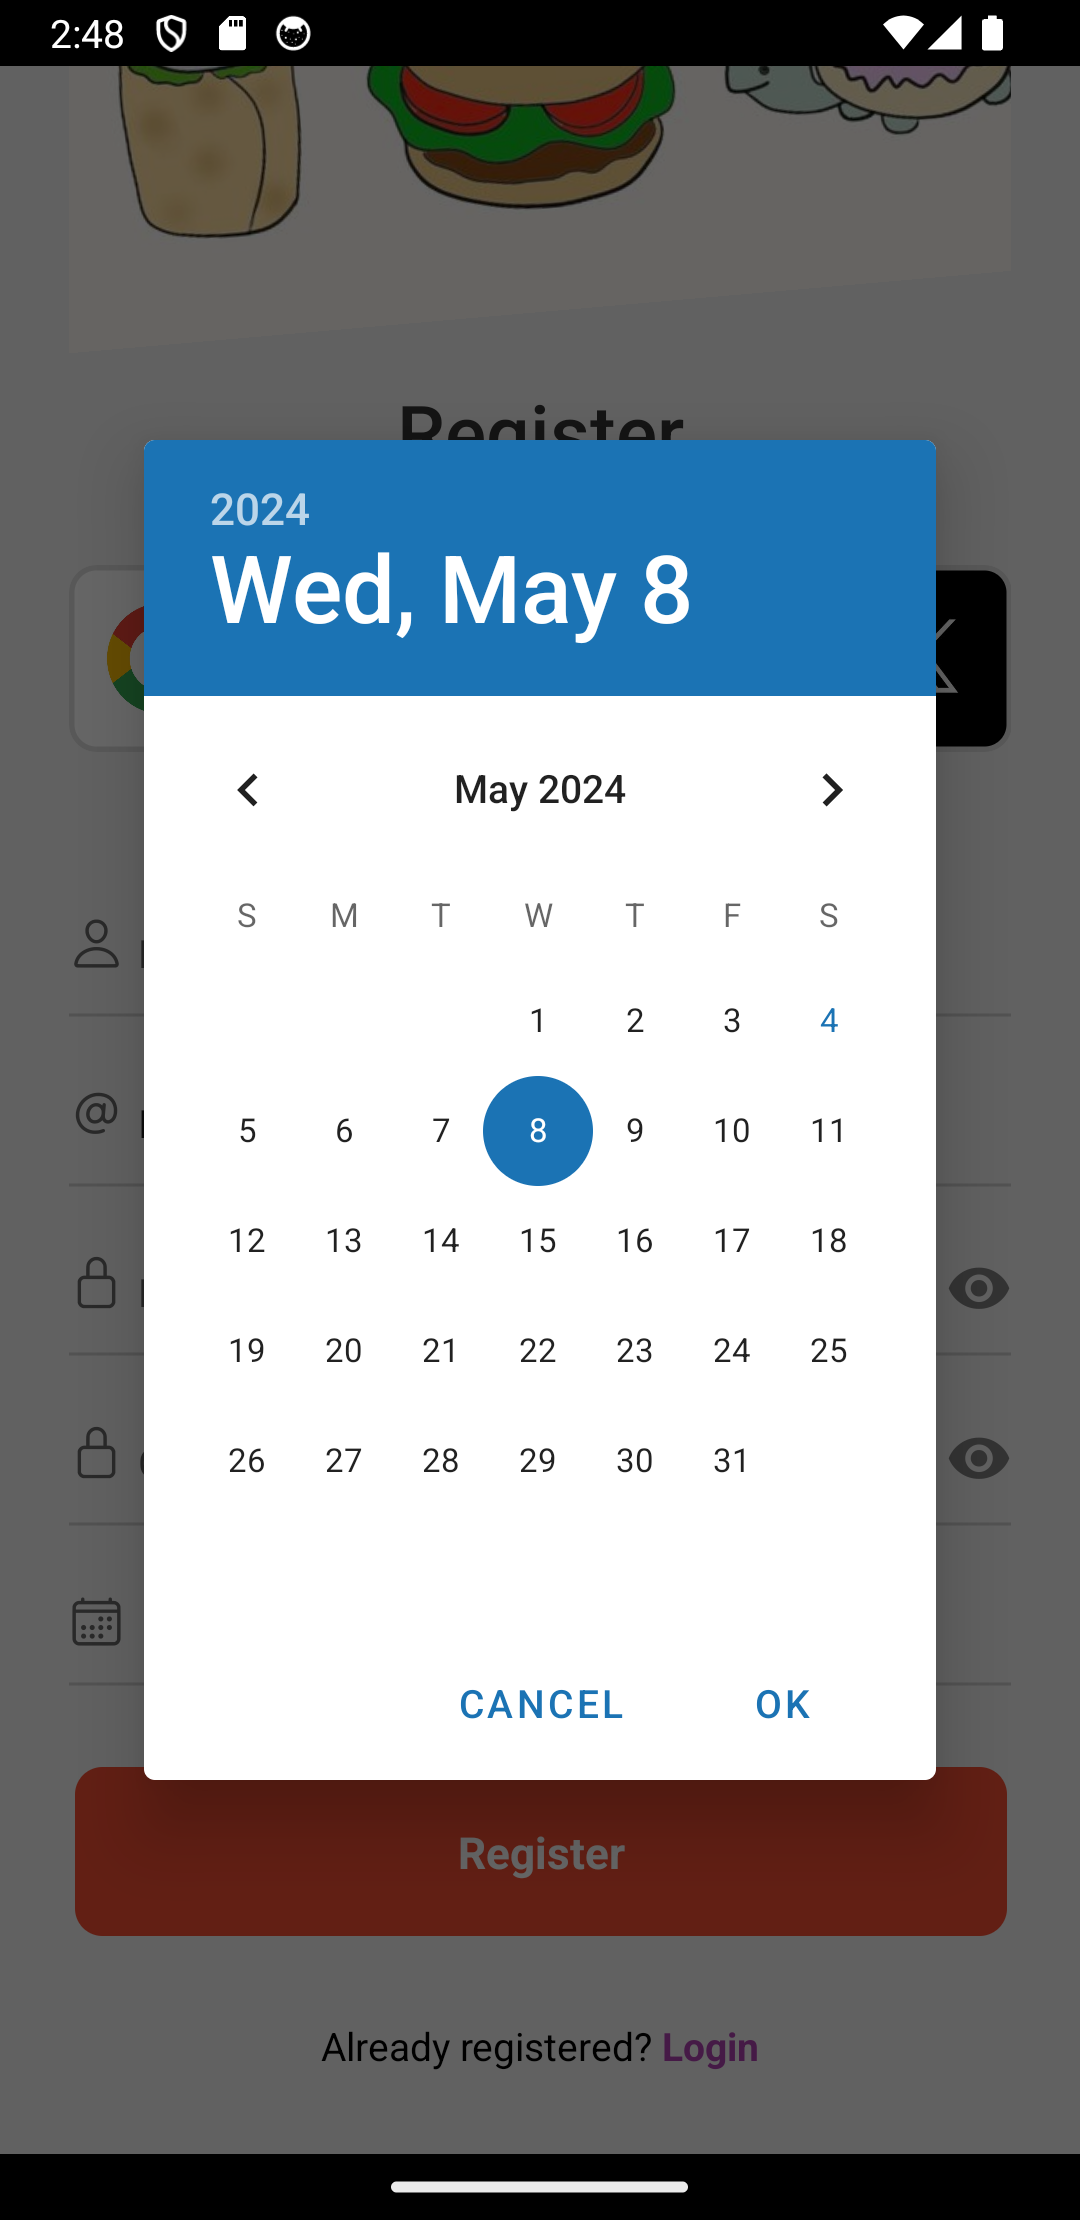 2:48
Register
2024
Wed, May 8
May 2024
S M T W T F S
1 2 3 4
5 6 7 8 9 10 11
12 13 14 15 16 17 18
19 20 21 22 23 24 25
26 27 28 29 30 31
CANCEL OK
Register
Already registered? Login